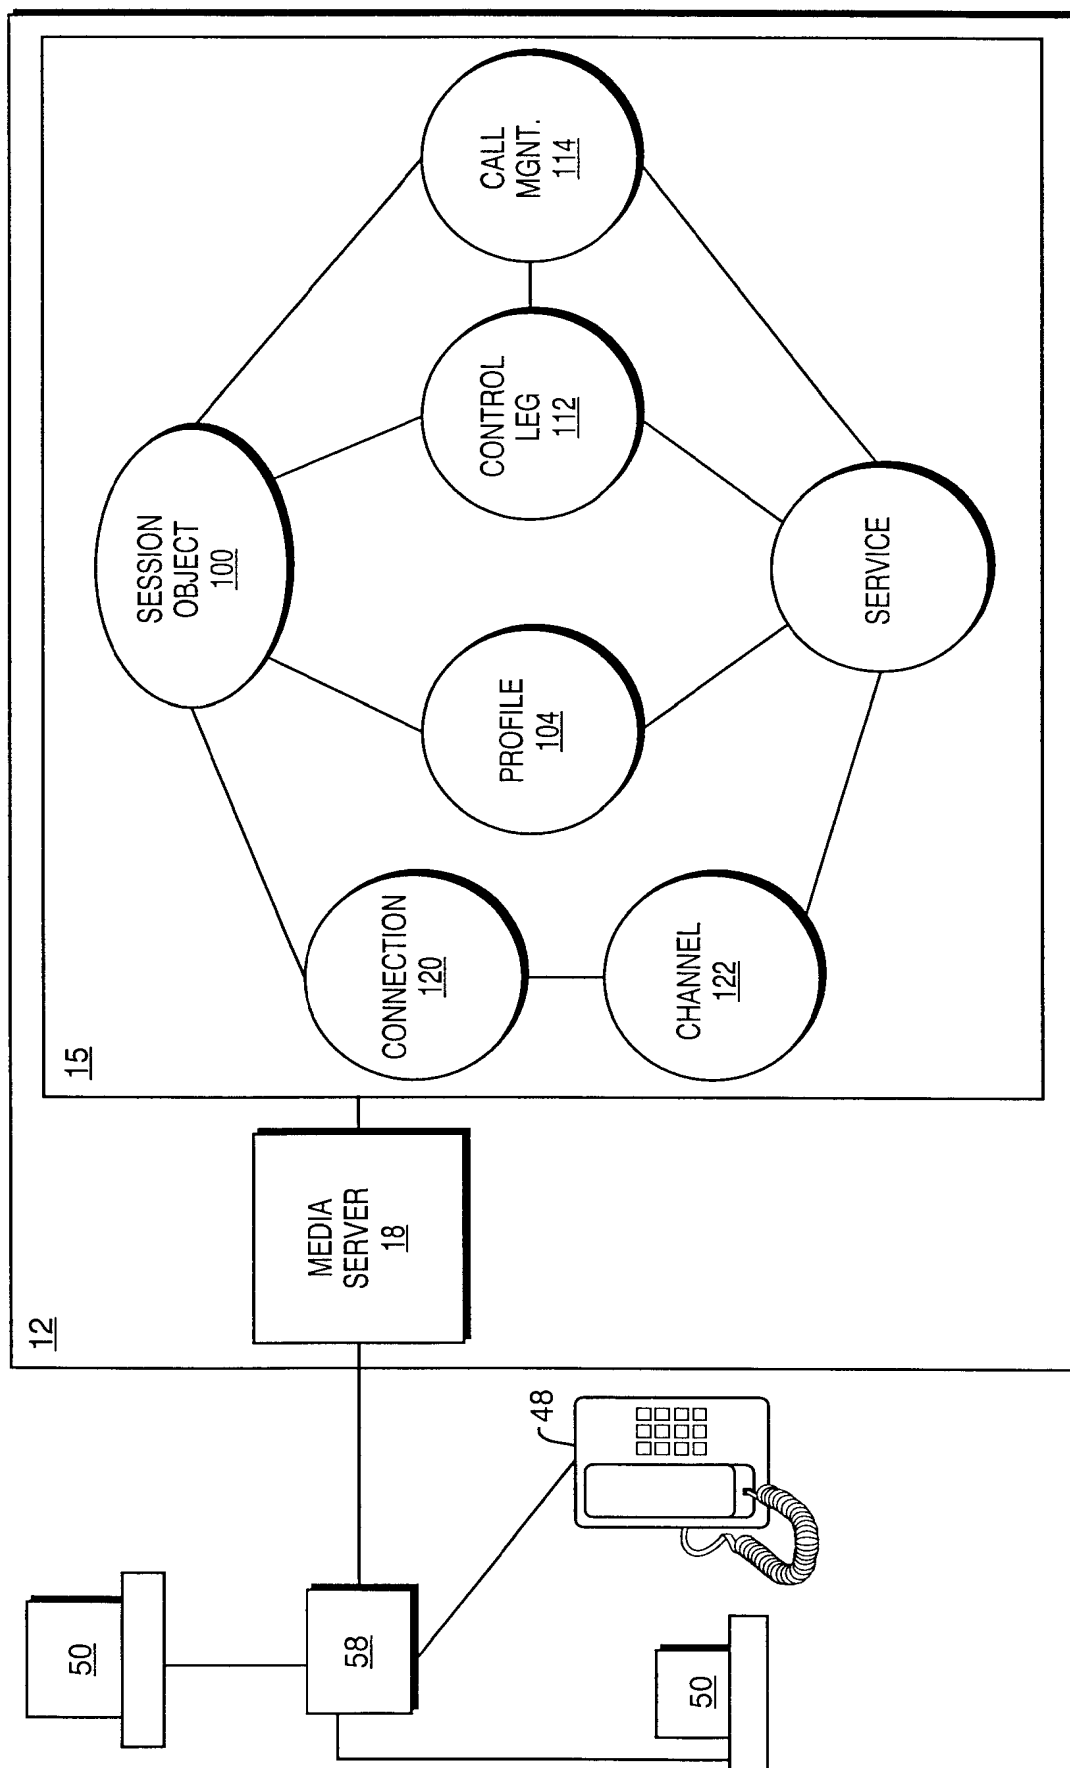 12
15
SESSION
OBJECT
100
CONNECTION
120
PROFILE
104
CONTROL
LEG
112
CALL
MGNT.
114
CHANNEL
122
SERVICE
MEDIA
SERVER
18
50
58
48
50